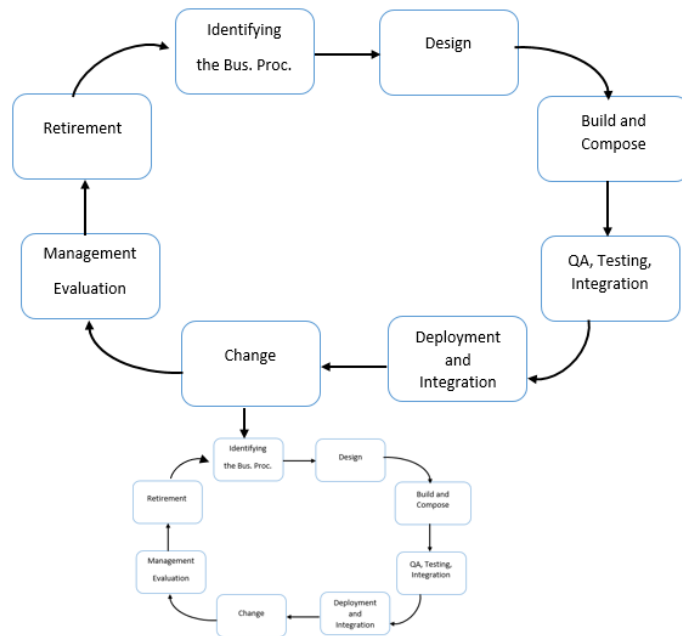 Identifying
the Bus. Proc.
Design
Build and
Compose
QA, Testing,
Integration
Deployment
and
Integration
Change
Management
Evaluation
Retirement
Identifying
the Bus. Proc.
Design
Build and
Compose
QA, Testing,
Integration
Deployment
and
Integration
Change
Management
Evaluation
Retirement